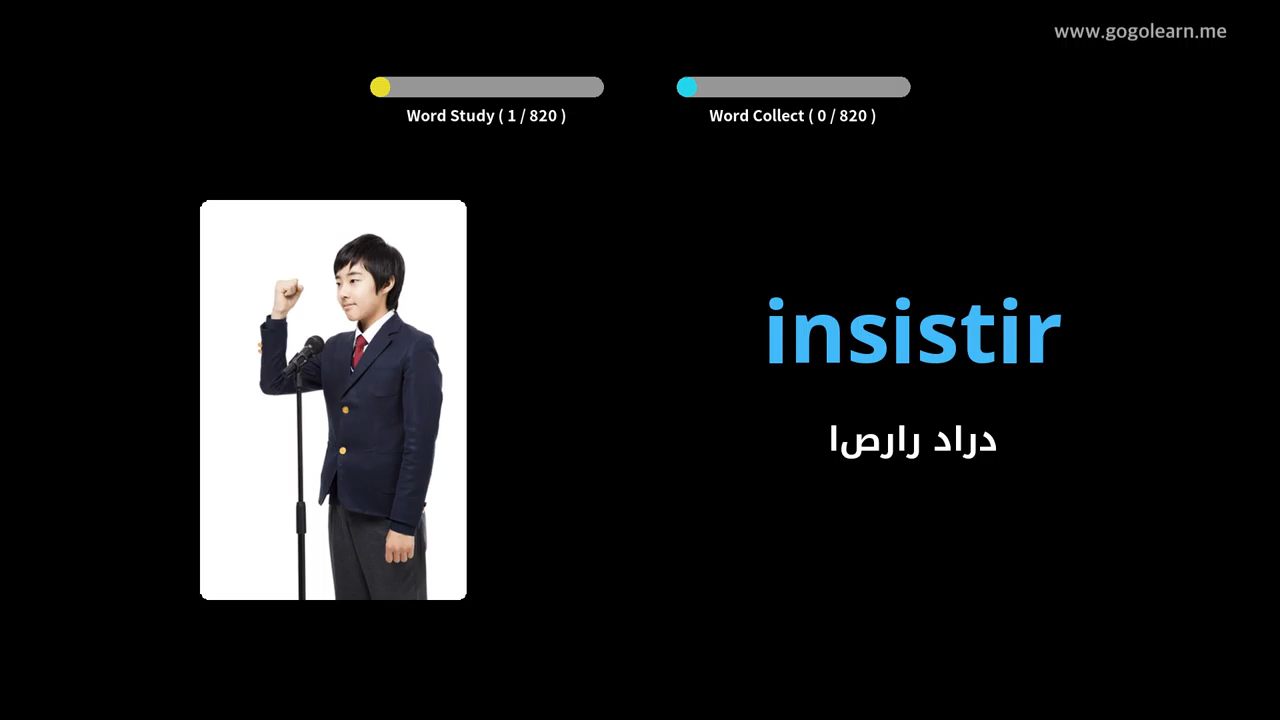 www.gogolearn.me
Word Study ( 1 / 820 )
Word Collect ( 0 / 820 )
insistir
دراد رارصا